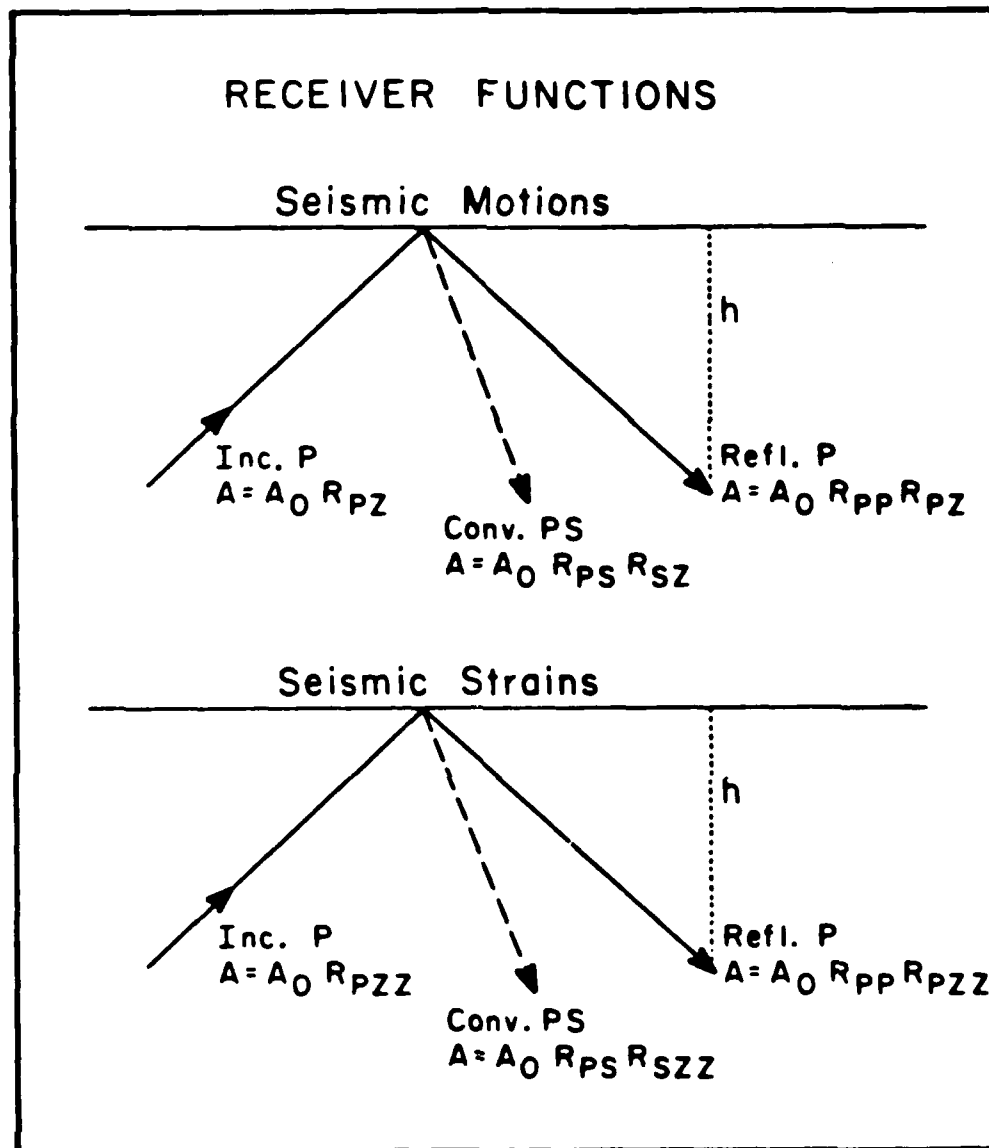 RECEIVER FUNCTIONS
Seismic Motions
h
Inc. P
A = A0 RPZ
Refl. P
A = A0 RPP RPZ
Conv. PS
A = A0 RPS RSZ
Seismic Strains
h
Inc. P
A = A0 RPZZ
Refl. P
A = A0 RPP RPZZ
Conv. PS
A = A0 RPS RSZZ